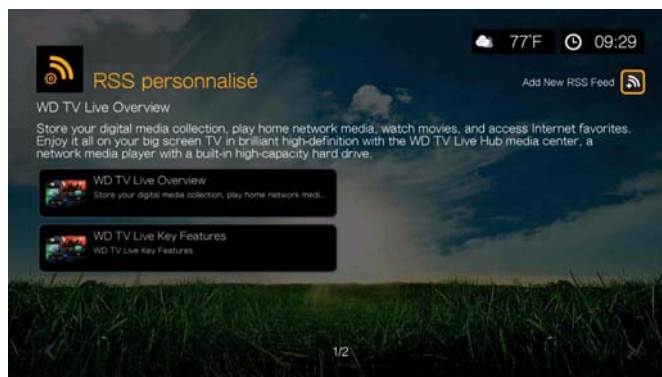 77°F 09:29
RSS personnalisé
Add New RSS Feed
WD TV Live Overview
Store your digital media collection, play home network media, watch movies, and access Internet favorites.
Enjoy it all on your big screen TV in brilliant high-definition with the WD TV Live Hub media center, a
network media player with a built-in high-capacity hard drive.
WD TV Live Overview
Store your digital media collection, play home network medi...
WD TV Live Key Features
WD TV Live Key Features
1/2